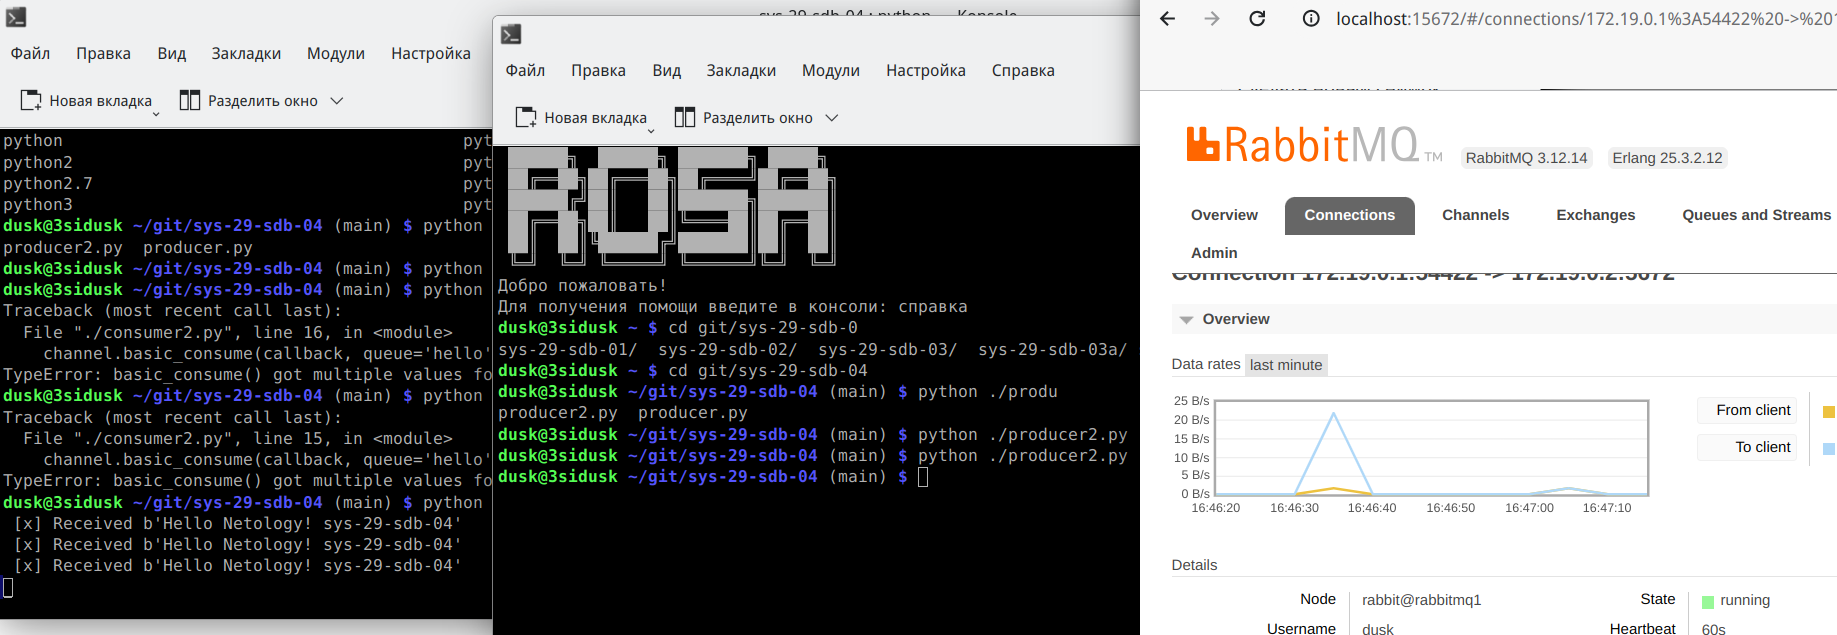 Файл Правка Вид Закладки Модули Настройка
Новая вкладка Разделить окно
python
python2
python2.7
python3
dusk@3sidusk ~/git/sys-29-sdb-04 (main) $ python
producer2.py producer.py
dusk@3sidusk ~/git/sys-29-sdb-04 (main) $ python
dusk@3sidusk ~/git/sys-29-sdb-04 (main) $ python
Traceback (most recent call last):
File "./consumer2.py", line 16, in <module>
channel.basic_consume(callback, queue='hello'
TypeError: basic_consume() got multiple values fo
dusk@3sidusk ~/git/sys-29-sdb-04 (main) $ python
Traceback (most recent call last):
File "./consumer2.py", line 15, in <module>
channel.basic_consume(callback, queue='hello'
TypeError: basic_consume() got multiple values fo
dusk@3sidusk ~/git/sys-29-sdb-04 (main) $ python
[x] Received b'Hello Netology! sys-29-sdb-04'
[x] Received b'Hello Netology! sys-29-sdb-04'
[x] Received b'Hello Netology! sys-29-sdb-04'
Файл Правка Вид Закладки Модули Настройка Справка
Новая вкладка Разделить окно
ROSA
Добро пожаловать!
Для получения помощи введите в консоли: справка
dusk@3sidusk ~ $ cd git/sys-29-sdb-0
sys-29-sdb-01/ sys-29-sdb-02/ sys-29-sdb-03/ sys-29-sdb-03a/
dusk@3sidusk ~ $ cd git/sys-29-sdb-04
dusk@3sidusk ~/git/sys-29-sdb-04 (main) $ python ./produ
producer2.py producer.py
dusk@3sidusk ~/git/sys-29-sdb-04 (main) $ python ./producer2.py
dusk@3sidusk ~/git/sys-29-sdb-04 (main) $ python ./producer2.py
dusk@3sidusk ~/git/sys-29-sdb-04 (main) $
localhost:15672/#/connections/172.19.0.1%3A54422%20->%20
RabbitMQ TM RabbitMQ 3.12.14 Erlang 25.3.2.12
Overview Connections Channels Exchanges Queues and Streams
Admin
Connection 172.19.0.1:54422 -> 172.19.0.2:5672
Overview
Data rates last minute
25 B/s
20 B/s
15 B/s
10 B/s
5 B/s
0 B/s
16:46:20 16:46:30 16:46:40 16:46:50 16:47:00 16:47:10
From client
To client
Details
Node rabbit@rabbitmq1 State running
Username dusk Heartbeat 60s